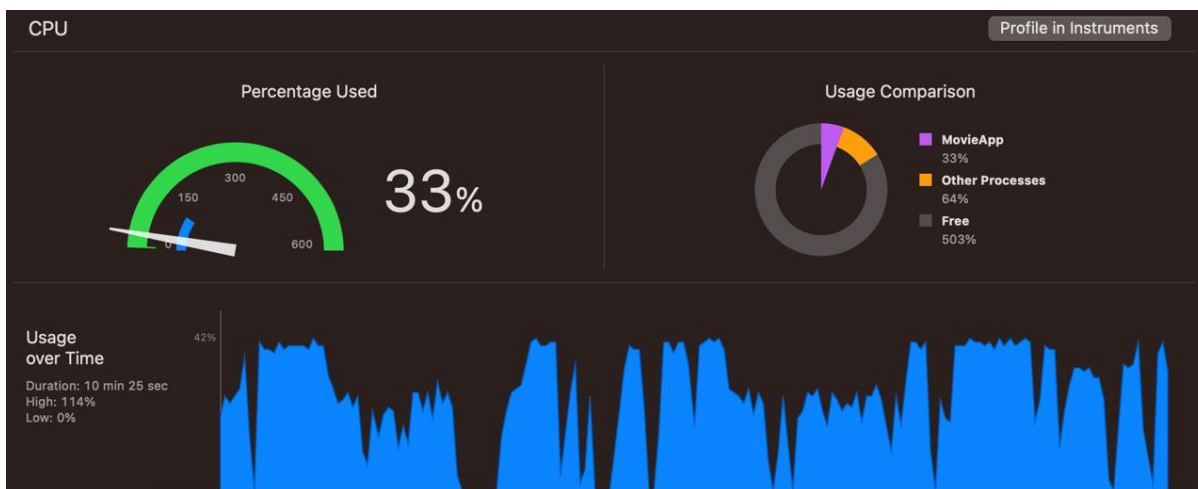 CPU
Profile in Instruments
Percentage Used
0
150
300
450
600
33%
Usage Comparison
MovieApp
33%
Other Processes
64%
Free
503%
Usage
over Time
Duration: 10 min 25 sec
High: 114%
Low: 0%
42%